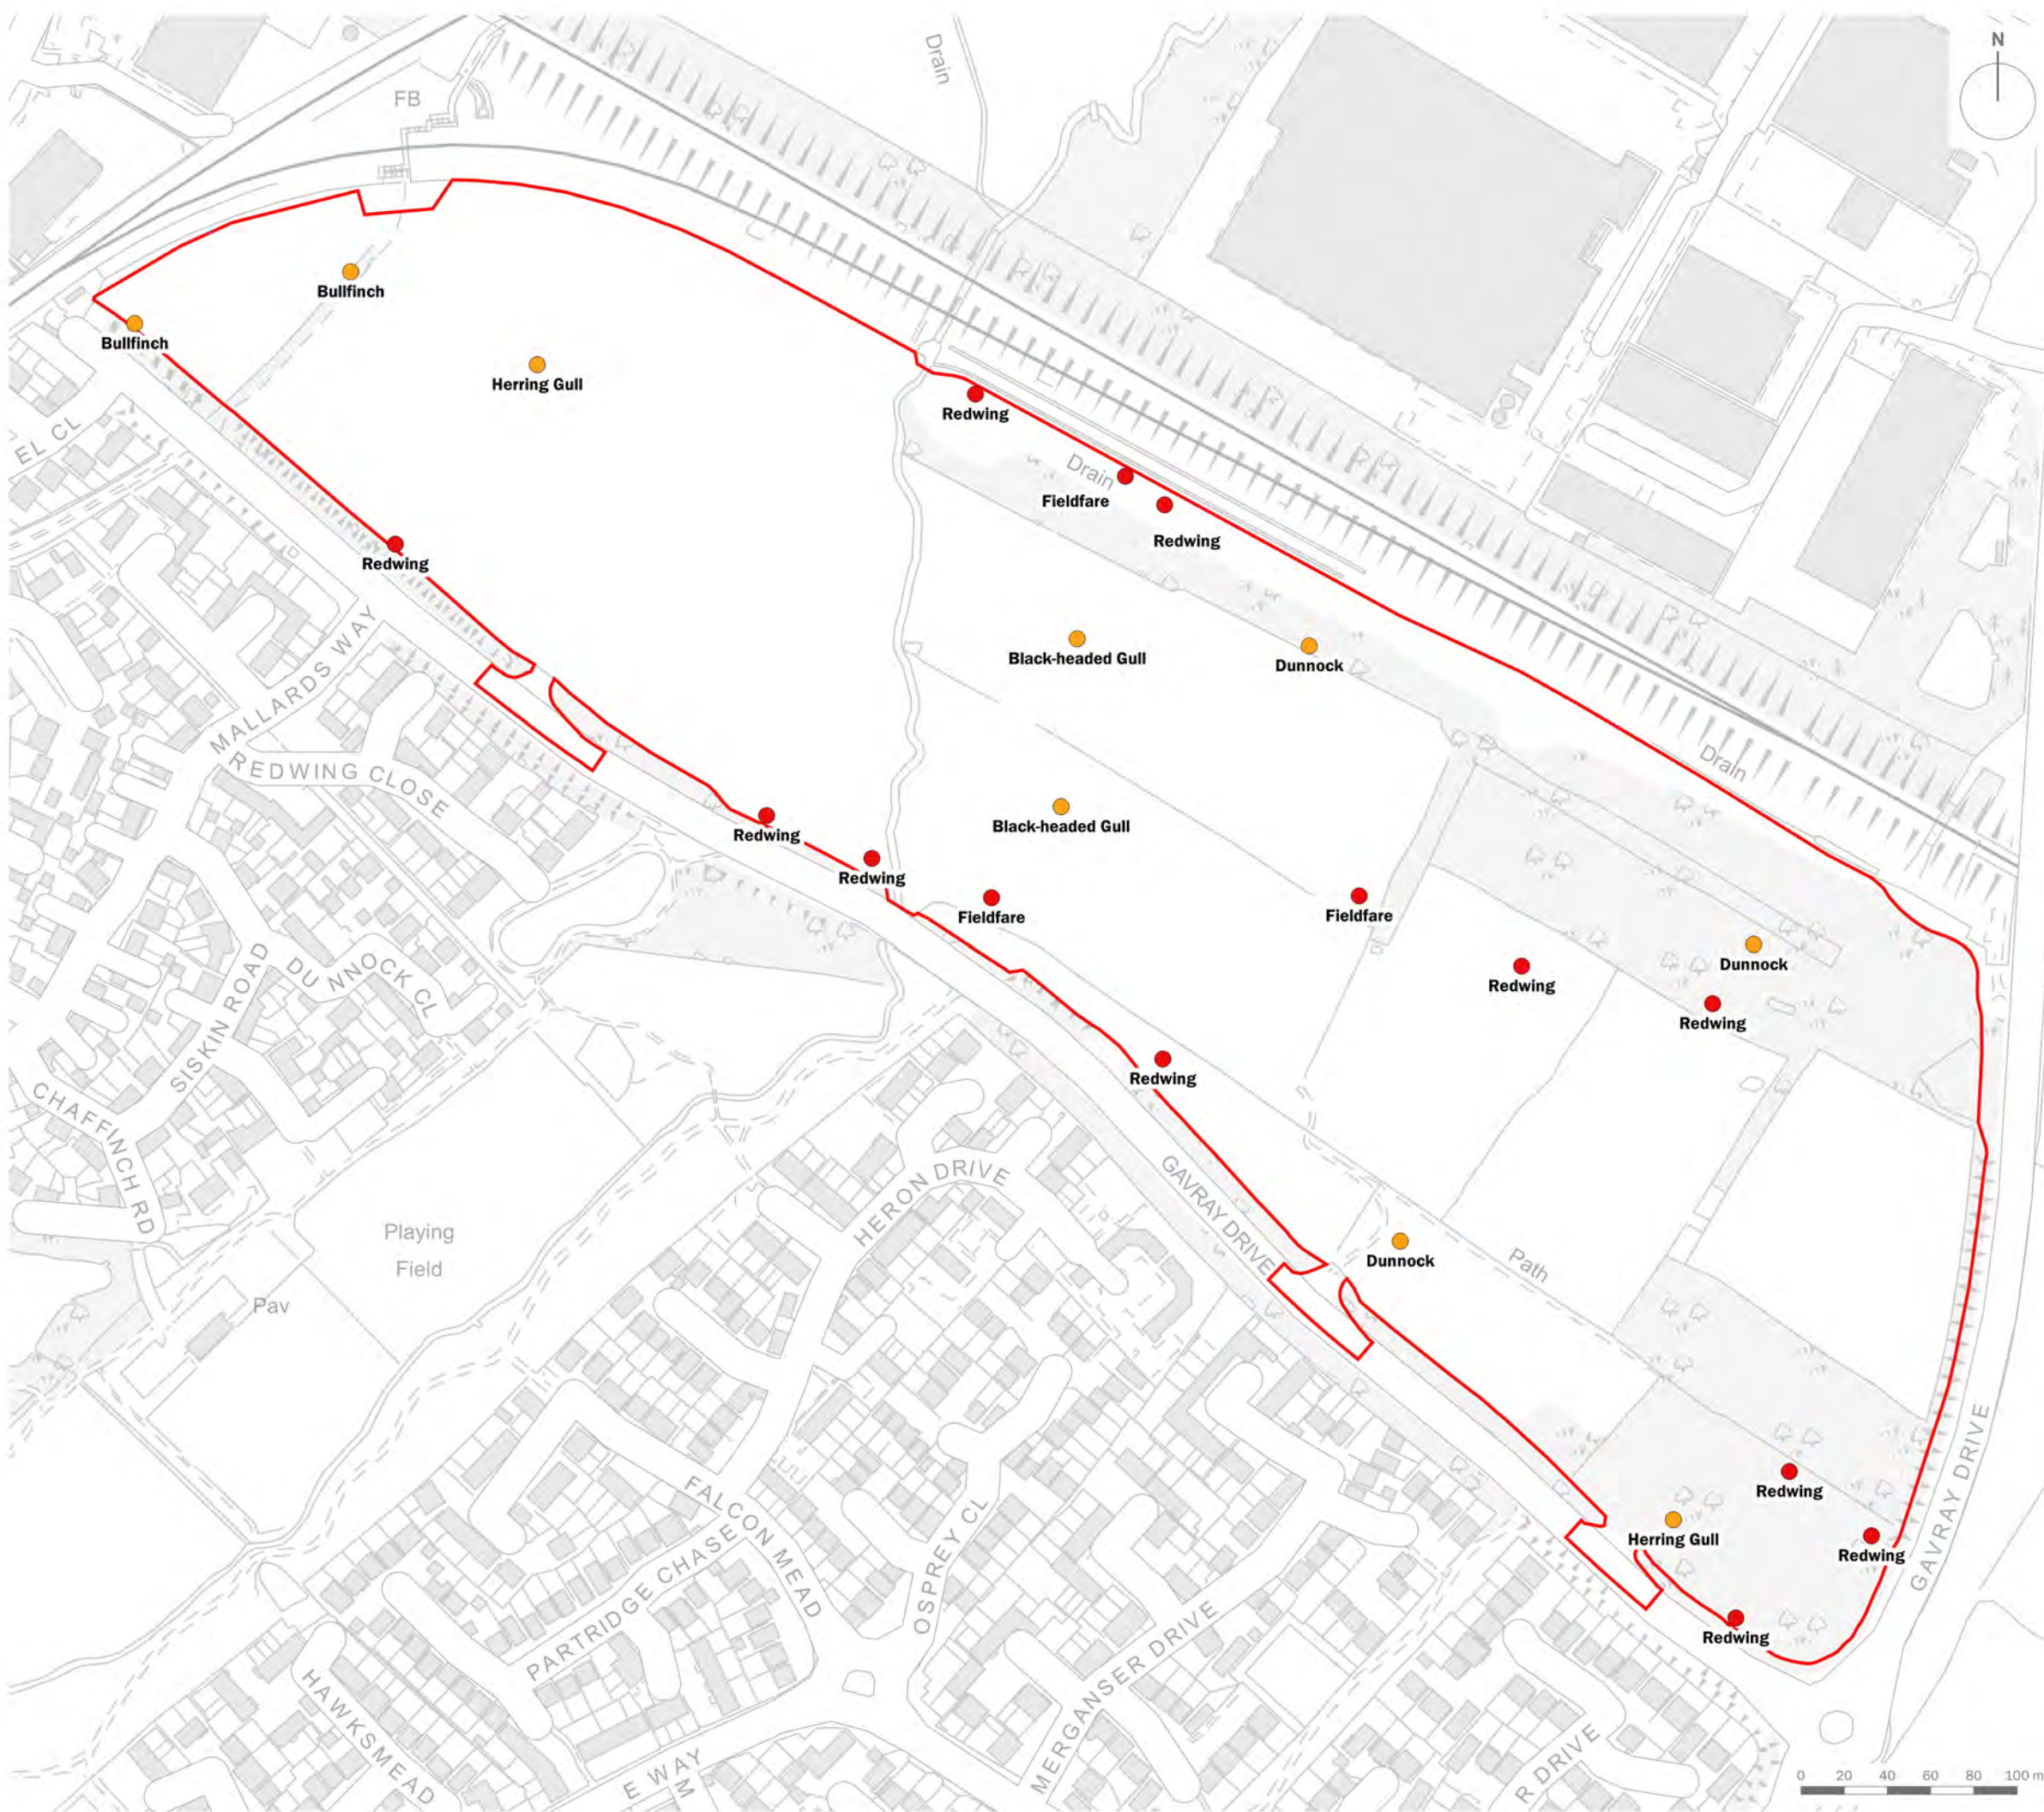 N
Drain
FB
Bullfinch
Bullfinch
Herring Gull
Redwing
EL CL
Drain
Fieldfare
Redwing
Redwing
MALLARDS WAY
Black-headed Gull
Dunnock
REDWING CLOSE
Drain
Black-headed Gull
Redwing
Redwing
Fieldfare
Fieldfare
Dunnock
DUNNOCK CL
SISKIN ROAD
Redwing
Redwing
Redwing
CHAFFINCH RD
HERON DRIVE
GAVRAY DRIVE
Playing
Field
Dunnock
Path
Pav
GAVRAY DRIVE
Redwing
Herring Gull
Redwing
FALCON MEAD
PARTRIDGE CHASE
OSPREY CL
Redwing
MERGANSER DRIVE
HAWKSMEAD
E WAY
M
R DRIVE
0 20 40 60 80 100 m